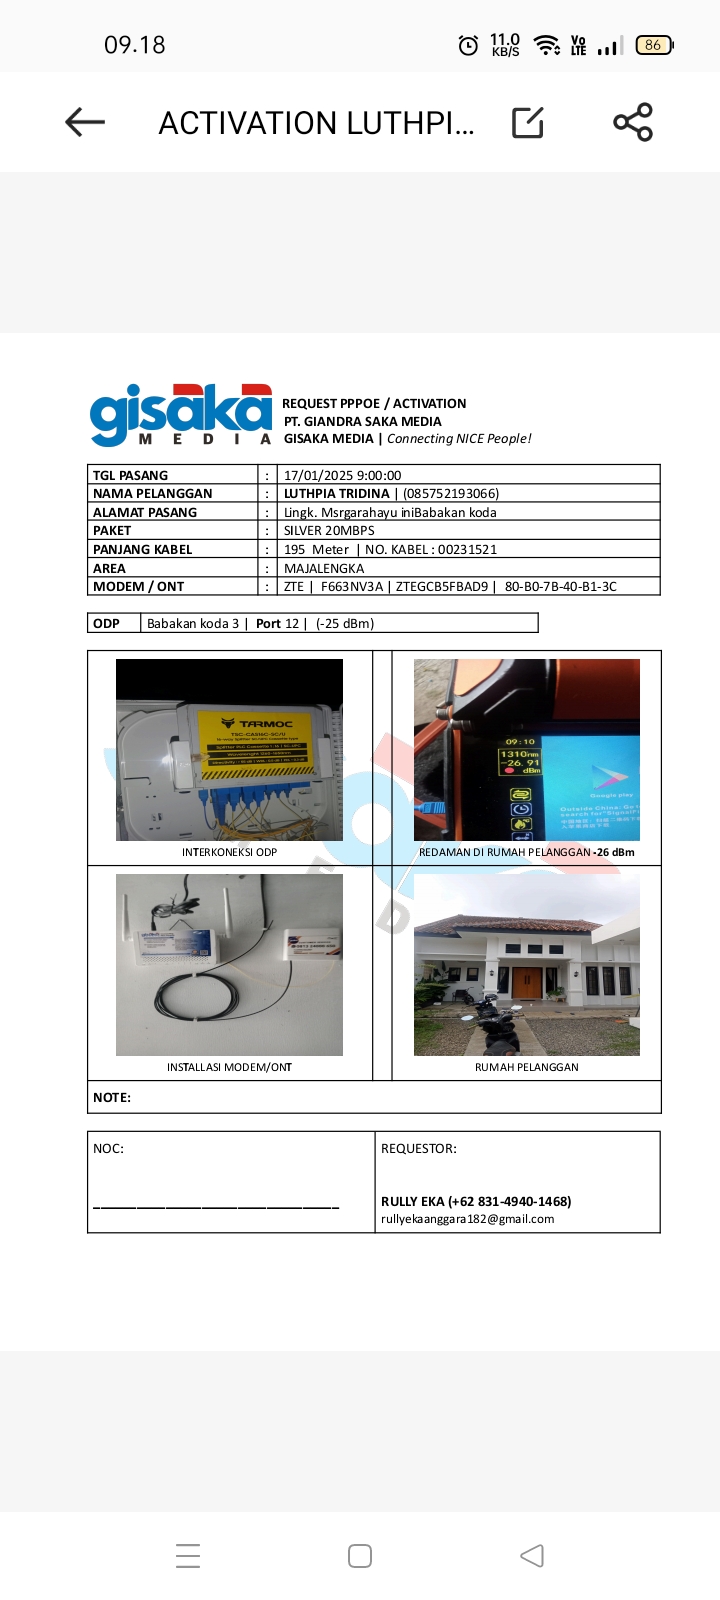 09.18
11.0
KB/S
Vo
LTE
86
ACTIVATION LUTHPI...
gisaka
MEDIA
REQUEST PPPOE / ACTIVATION
PT. GIANDRA SAKA MEDIA
GISAKA MEDIA | Connecting NICE People!
TGL PASANG : 17/01/2025 9:00:00
NAMA PELANGGAN : LUTHPIA TRIDINA | (085752193066)
ALAMAT PASANG : Lingk. Msrgarahayu iniBabakan koda
PAKET : SILVER 20MBPS
PANJANG KABEL : 195 Meter | NO. KABEL : 00231521
AREA : MAJALENGKA
MODEM / ONT : ZTE | F663NV3A | ZTEGCB5FBAD9 | 80-B0-7B-40-B1-3C
ODP Babakan koda 3 | Port 12 | (-25 dBm)
TARMOC
09:10
1310nm
-26.91
dBm
Google play
INTERKONEKSI ODP
REDAMAN DI RUMAH PELANGGAN -26 dBm
INSTALLASI MODEM/ONT
RUMAH PELANGGAN
NOTE:
NOC:
REQUESTOR:
RULLY EKA (+62 831-4940-1468)
rullyekaanggara182@gmail.com